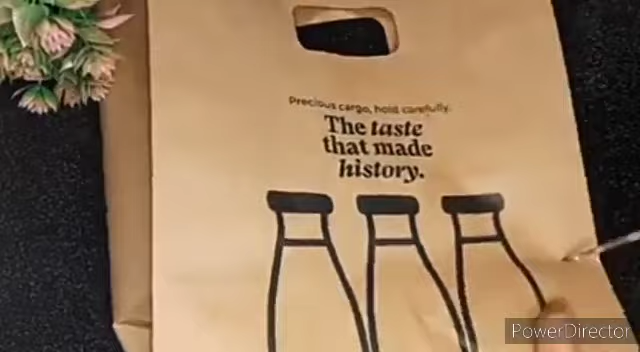 Precious cargo, hold carefully.
The taste
that made
history.
PowerDirector